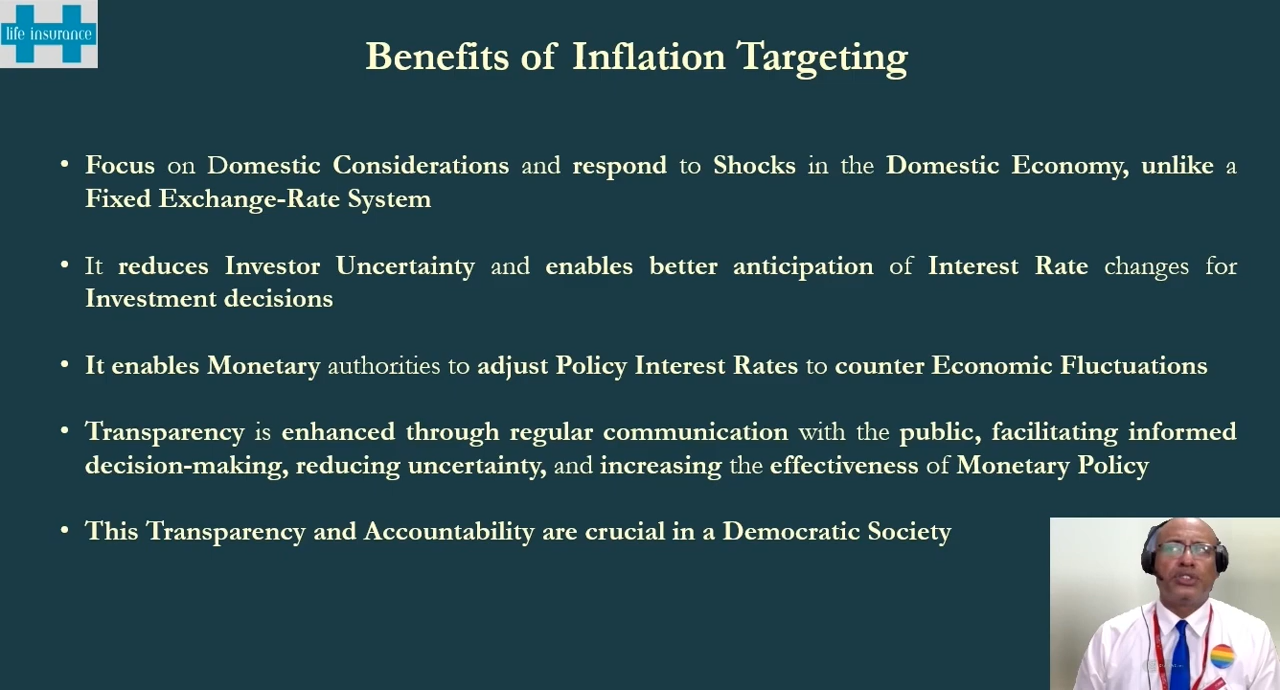 life insurance
Benefits of Inflation Targeting
• Focus on Domestic Considerations and respond to Shocks in the Domestic Economy, unlike a
Fixed Exchange-Rate System
• It reduces Investor Uncertainty and enables better anticipation of Interest Rate changes for
Investment decisions
• It enables Monetary authorities to adjust Policy Interest Rates to counter Economic Fluctuations
• Transparency is enhanced through regular communication with the public, facilitating informed
decision-making, reducing uncertainty, and increasing the effectiveness of Monetary Policy
• This Transparency and Accountability are crucial in a Democratic Society